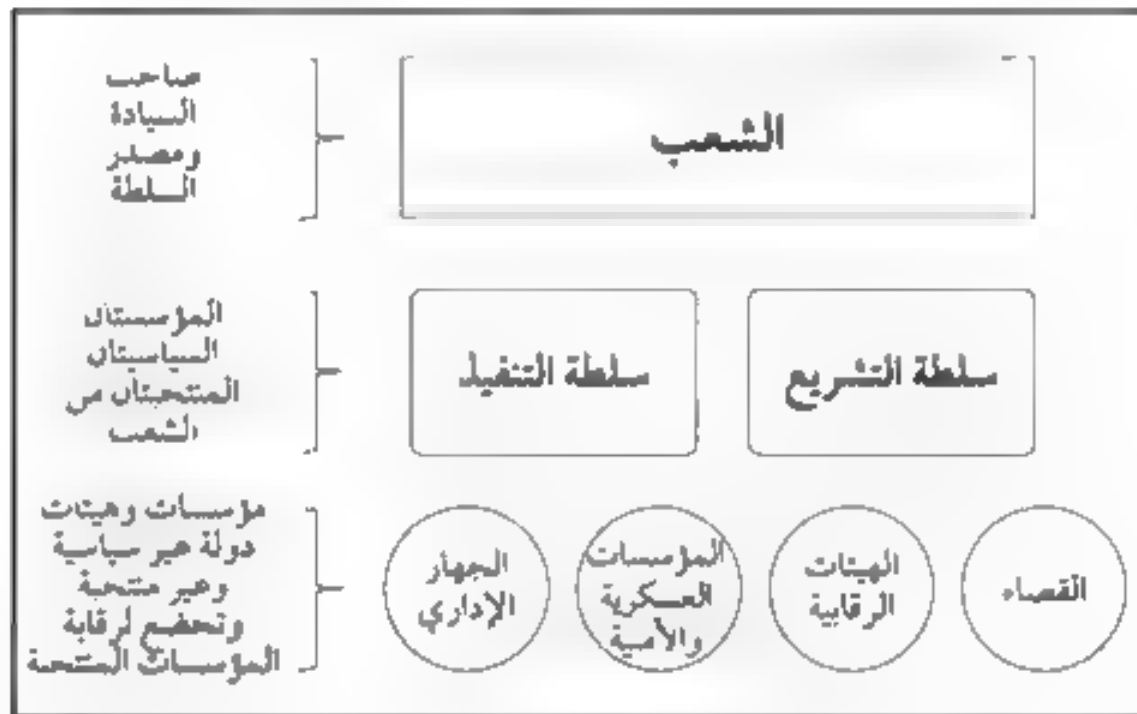 الشعب
صاحب
السيادة
ومصدر
السلطة
سلطة التشريع
سلطة التنفيذ
المؤسستان
السياسيتان
المنتخبتان من
الشعب
القضاء
الهيئات
الرقابية
المؤسسات
العسكرية
والأمنية
الجهاز
الإداري
مؤسسات وهيئات
دولة غير سياسية
وغير منتخبة
وتخضع لرقابة
المؤسسات المنتخبة